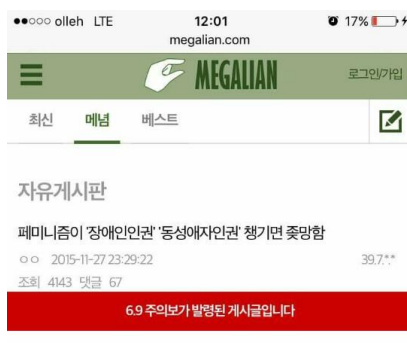 olleh LTE 12:01 17%
megalian.com
MEGALIAN 로그인/가입
최신 메념 베스트
자유게시판
페미니즘이 '장애인인권' '동성애자인권' 챙기면 좆망함
ㅇㅇ 2015-11-27 23:29:22 39.7.*.*
조회 4143 댓글 67
6.9 주의보가 발령된 게시글입니다